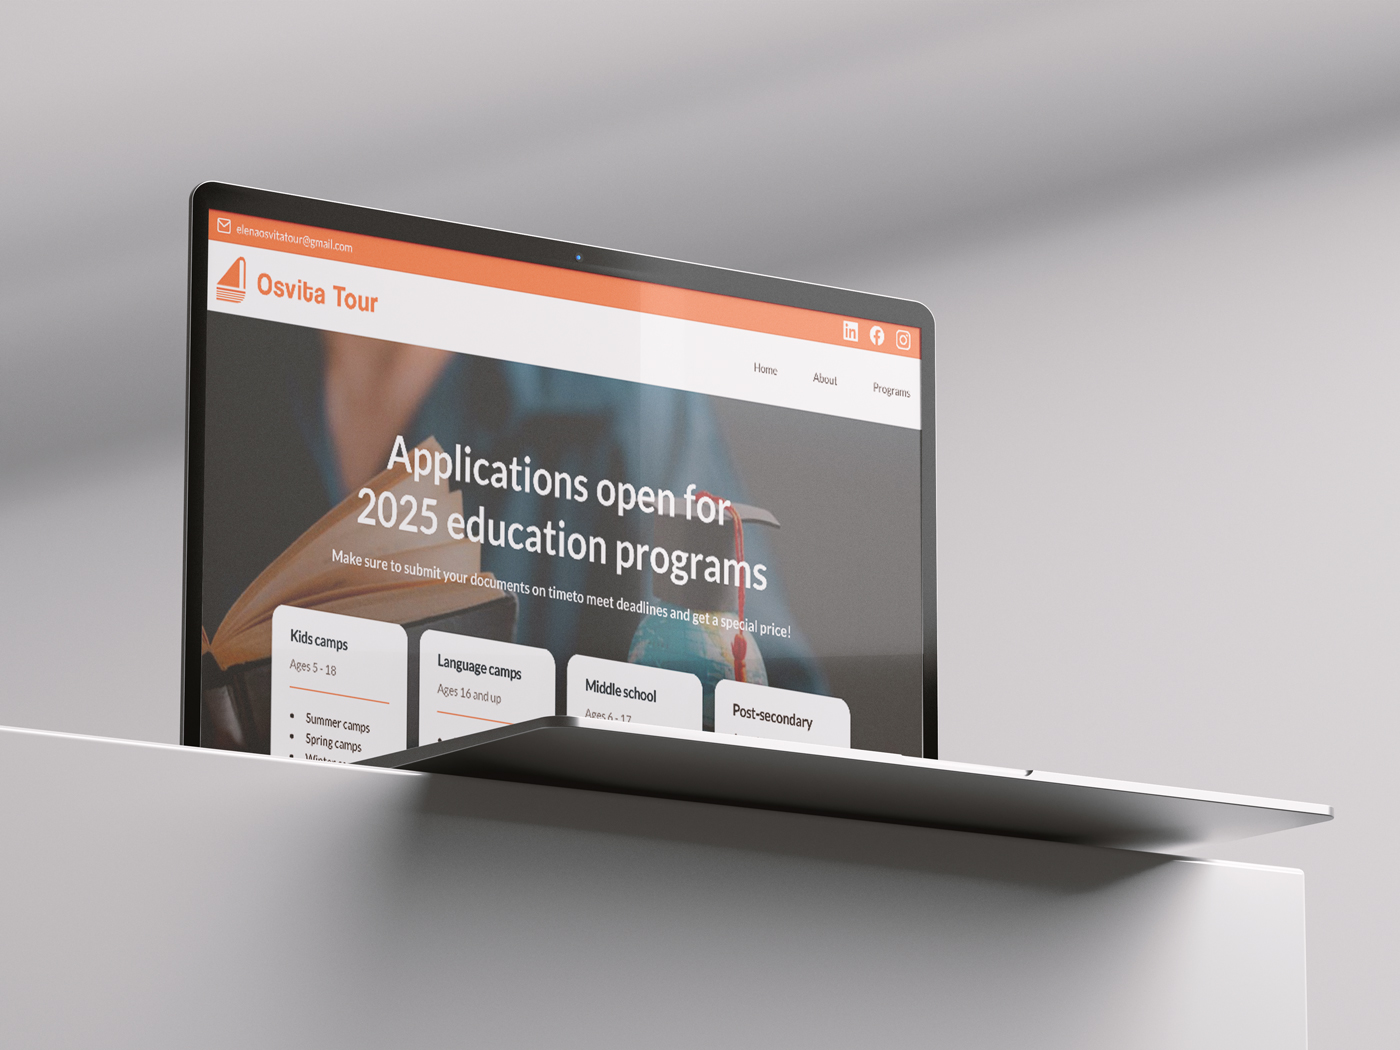 elenaosvitatour@gmail.com
Osvita Tour
Home
About
Programs
Applications open for
2025 education programs
Make sure to submit your documents on timeto meet deadlines and get a special price!
Kids camps
Ages 5 - 18
Summer camps
Spring camps
Language camps
Ages 16 and up
Middle school
Ages 6 - 17
Post-secondary